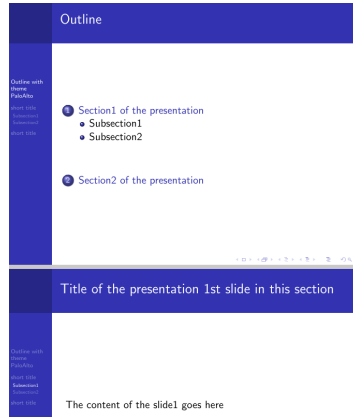 Outline
Outline with
theme
PaloAlto
short title
Subsection1
Subsection2
short title
1 Section1 of the presentation
Subsection1
Subsection2
2 Section2 of the presentation
Title of the presentation 1st slide in this section
Outline with
theme
PaloAlto
short title
Subsection1
Subsection2
short title
The content of the slide1 goes here